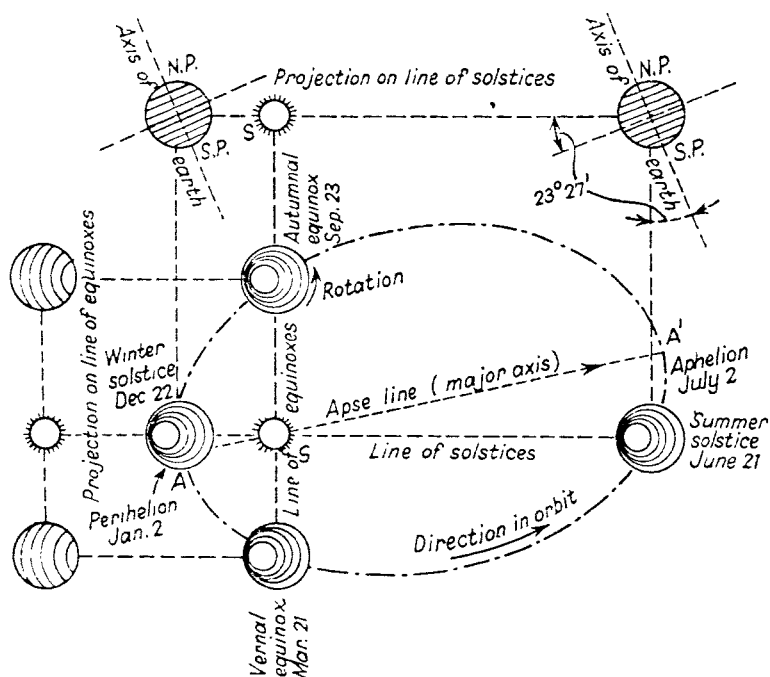 Axis of
N.P.
S.P.
earth
Projection on line of solstices
S
Axis of
N.P.
S.P.
earth
23°27'
Autumnal
equinox
Sep. 23
Rotation
Projection on line of equinoxes
Winter
solstice
Dec 22
Line of equinoxes
Apse line (major axis)
A'
Aphelion
July 2
S
Line of solstices
Summer
solstice
June 21
A
Perihelion
Jan. 2
Direction in orbit
Vernal
equinox
Mar. 21